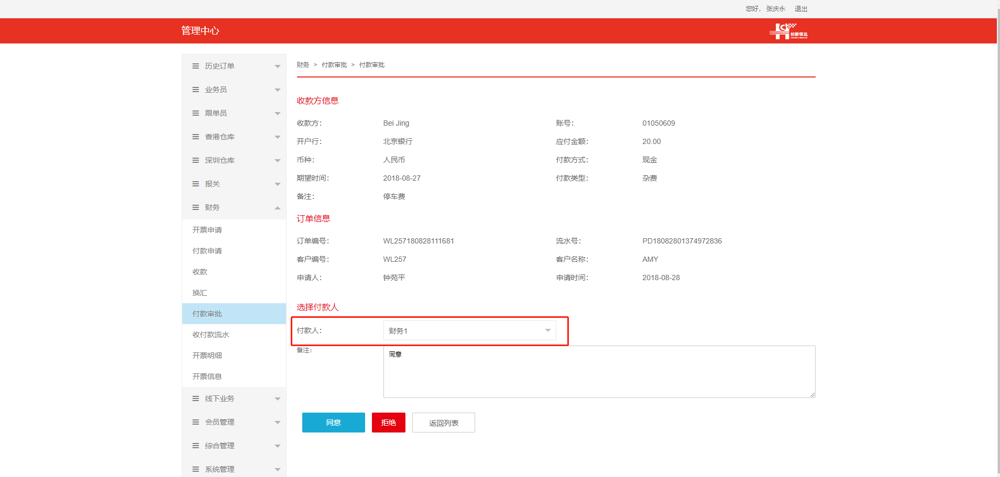 您好， 张庆永 退出
管理中心
创新恒远
历史订单
业务员
跟单员
香港仓库
深圳仓库
报关
财务
开票申请
付款申请
收款
换汇
付款审批
收付款流水
开票明细
开票信息
线下业务
会员管理
综合管理
系统管理
财务 > 付款审批 > 付款审批
收款方信息
收款方： Bei Jing 账号： 01050609
开户行： 北京银行 应付金额： 20.00
币种： 人民币 付款方式： 现金
期望时间： 2018-08-27 付款类型： 杂费
备注： 停车费
订单信息
订单编号： WL257180828111681 流水号： PD18082801374972836
客户编号： WL257 客户名称： AMY
申请人： 钟苑平 申请时间： 2018-08-28
选择付款人
付款人： 财务1
备注： 同意
同意 拒绝 返回列表